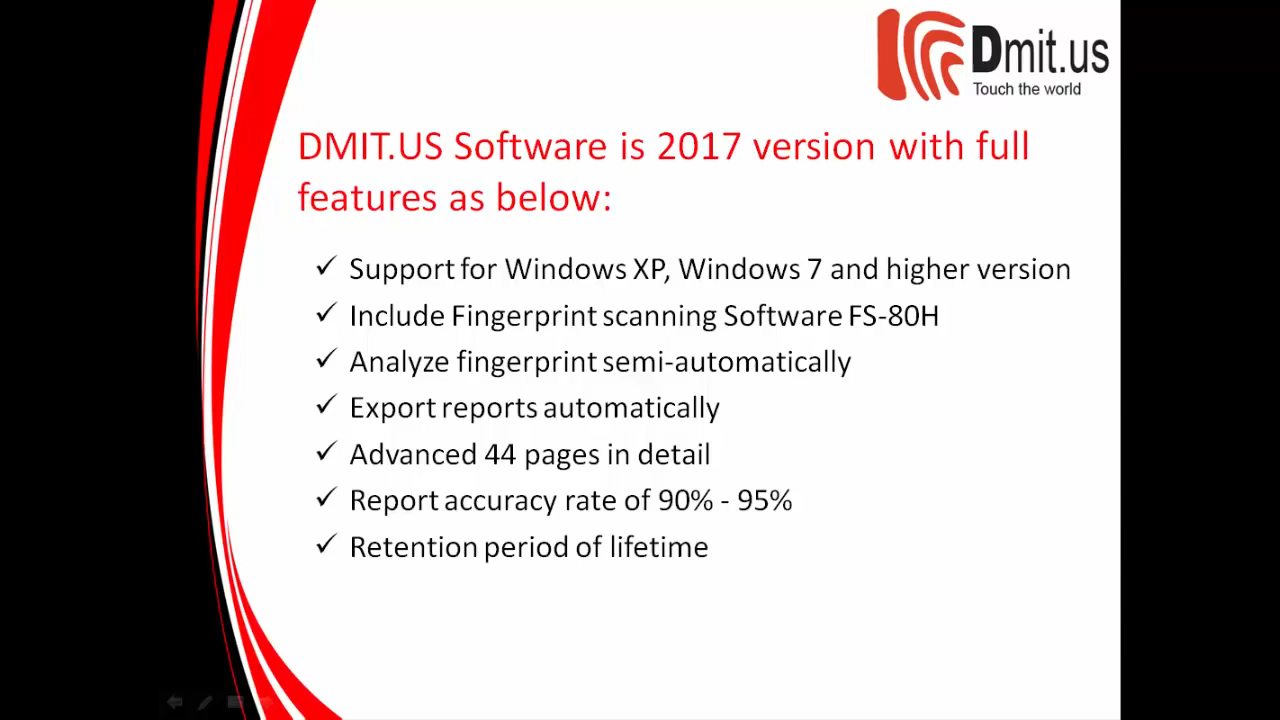 Dmit.us
Touch the world
DMIT.US Software is 2017 version with full
features as below:
✓ Support for Windows XP, Windows 7 and higher version
✓ Include Fingerprint scanning Software FS-80H
✓ Analyze fingerprint semi-automatically
✓ Export reports automatically
✓ Advanced 44 pages in detail
✓ Report accuracy rate of 90% - 95%
✓ Retention period of lifetime